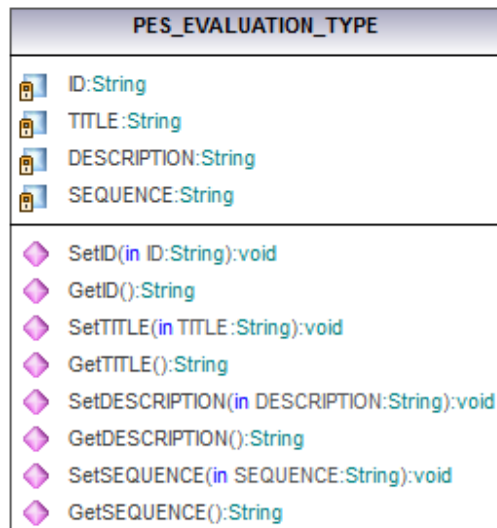 PES_EVALUATION_TYPE
ID:String
TITLE:String
DESCRIPTION:String
SEQUENCE:String
SetID(in ID:String):void
GetID():String
SetTITLE(in TITLE:String):void
GetTITLE():String
SetDESCRIPTION(in DESCRIPTION:String):void
GetDESCRIPTION():String
SetSEQUENCE(in SEQUENCE:String):void
GetSEQUENCE():String